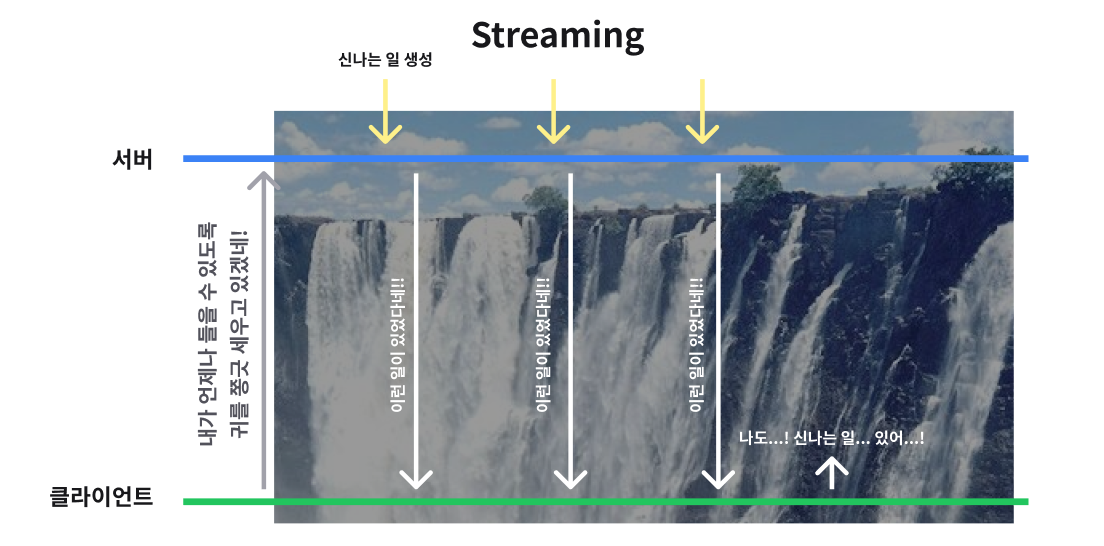 Streaming
신나는 일 생성
서버
내가 언제나 들을 수 있도록
귀를 쫑긋 세우고 있겠네!
이런 일이 있었다네!!
이런 일이 있었다네!!
이런 일이 있었다네!!
나도...! 신나는 일... 있어...!
클라이언트